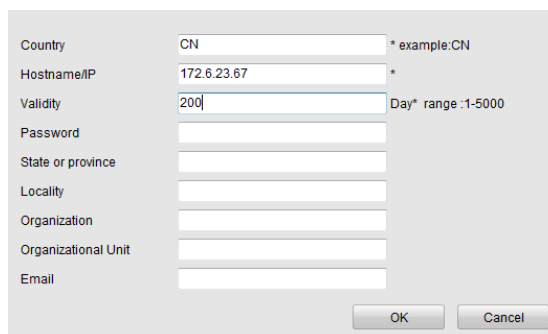 Country CN * example:CN
Hostname/IP 172.6.23.67 *
Validity 200 Day* range :1-5000
Password
State or province
Locality
Organization
Organizational Unit
Email
OK Cancel